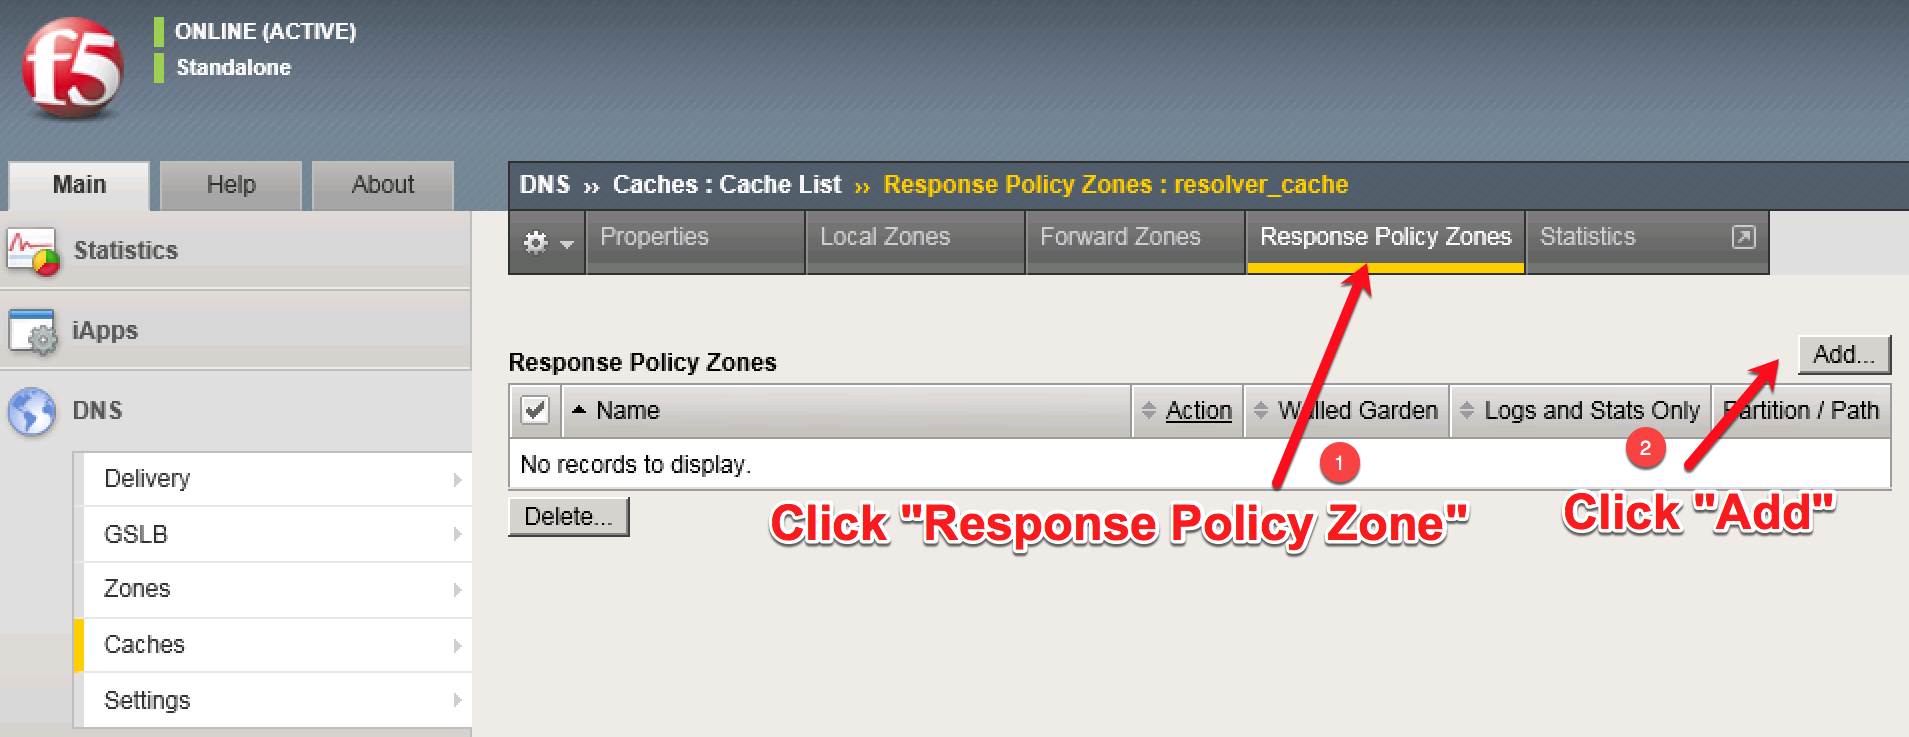 f5
ONLINE (ACTIVE)
Standalone
Main
Help
About
DNS ›› Caches : Cache List ›› Response Policy Zones : resolver_cache
Properties
Local Zones
Forward Zones
Response Policy Zones
Statistics
Statistics
iApps
DNS
Delivery
GSLB
Zones
Caches
Settings
Response Policy Zones
Add...
Name
Action
Walled Garden
Logs and Stats Only
Partition / Path
No records to display.
Delete...
1
Click "Response Policy Zone"
2
Click "Add"